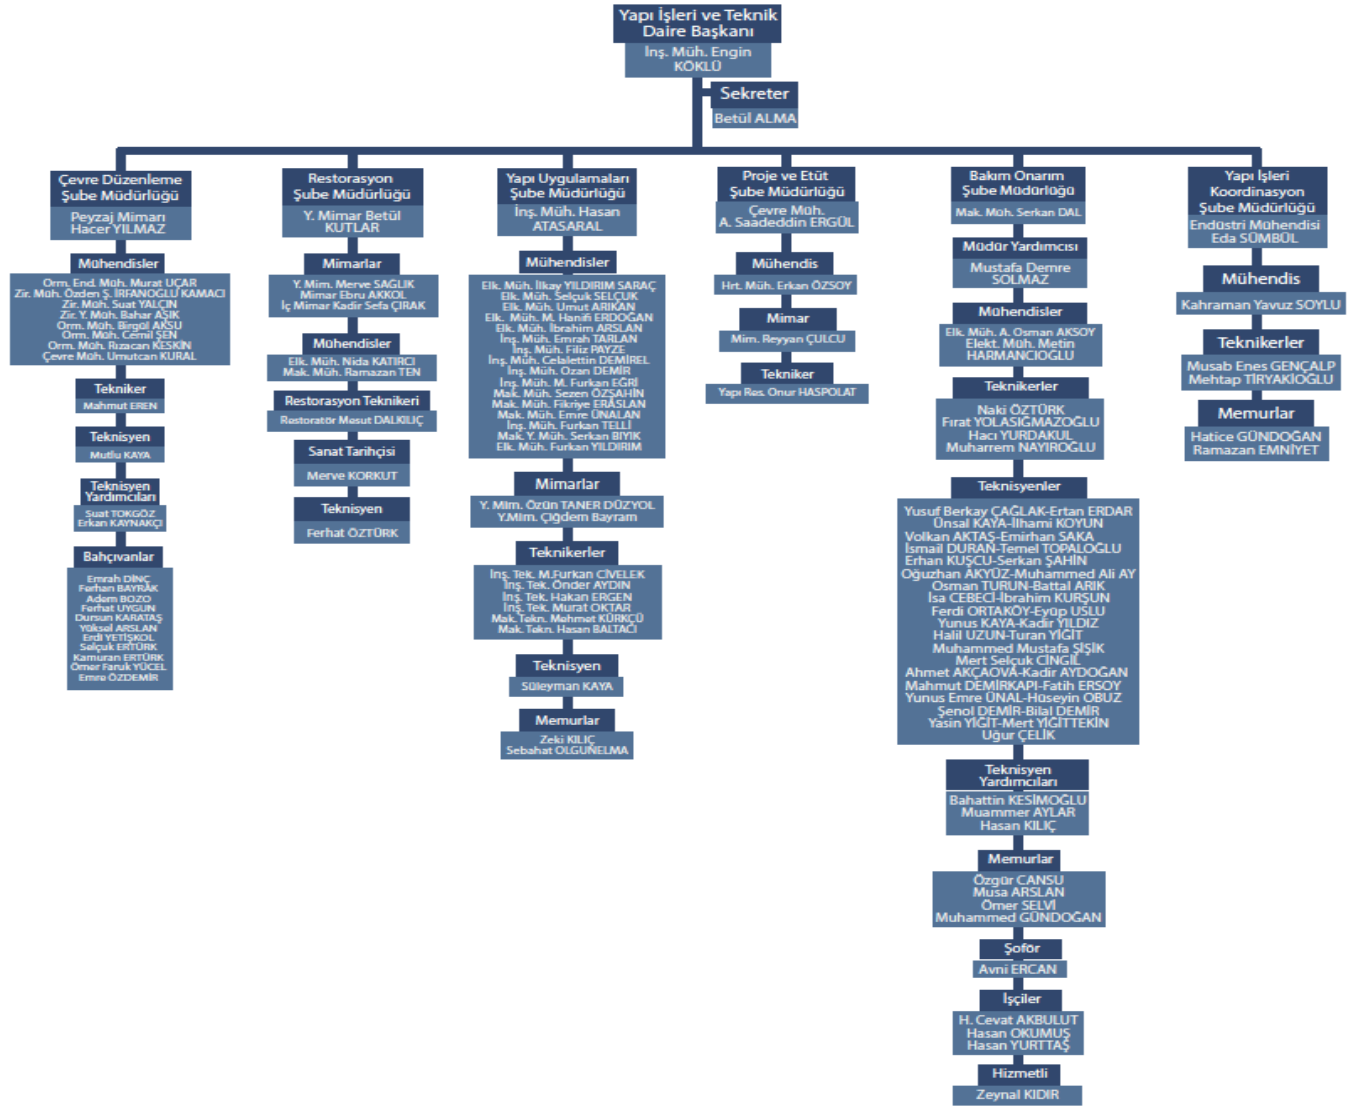 Yapı İşleri ve Teknik
Daire Başkanı
İnş. Müh. Engin
KÖKLÜ
Sekreter
Betül ALMA
Çevre Düzenleme
Şube Müdürlüğü
Peyzaj Mimarı
Hacer YILMAZ
Mühendisler
Orm. End. Müh. Murat UÇAR
Zir. Müh. Özden Ş. İRFANOĞLU KAMACI
Zir. Müh. Suat YALÇIN
Zir. Y. Müh. Bahar AŞIK
Orm. Müh. Birgül AKSU
Orm. Müh. Cemil ŞEN
Orm. Müh. Rızacan KESKİN
Çevre Müh. Umutcan KURAL
Tekniker
Mahmut EREN
Teknisyen
Mutlu KAYA
Teknisyen
Yardımcıları
Suat TOKGÖZ
Erkan KAYNAKÇI
Bahçıvanlar
Emrah DİNÇ
Ferhan BAYRAK
Adem BOZO
Ferhat UYGUN
Dursun KARATAŞ
Yüksel ARSLAN
Erdi YETİŞKOL
Selçuk ERTÜRK
Kamuran ERTÜRK
Ömer Faruk YÜCEL
Emre ÖZDEMİR
Restorasyon
Şube Müdürlüğü
Y. Mimar Betül
KUTLAR
Mimarlar
Y. Mim. Merve SAĞLIK
Mimar Ebru AKKOL
İç Mimar Kadir Sefa ÇIRAK
Mühendisler
Elk. Müh. Nida KATIRCI
Mak. Müh. Ramazan TEN
Restorasyon Teknikeri
Restoratör Mesut DALKILIÇ
Sanat Tarihçisi
Merve KORKUT
Teknisyen
Ferhat ÖZTÜRK
Yapı Uygulamaları
Şube Müdürlüğü
İnş. Müh. Hasan
ATASARAL
Mühendisler
Elk. Müh. İlkay YILDIRIM SARAÇ
Elk. Müh. Selçuk SELÇUK
Elk. Müh. Umut ARIKAN
Elk. Müh. M. Hanifi ERDOĞAN
Elk. Müh. İbrahim ARSLAN
İnş. Müh. Emrah TARLAN
İnş. Müh. Filiz PAYZE
İnş. Müh. Celalettin DEMİREL
İnş. Müh. Ozan DEMİR
İnş. Müh. M. Furkan EĞRİ
Mak. Müh. Sezen ÖZŞAHİN
Mak. Müh. Fikriye ERASLAN
Mak. Müh. Emre ÜNALAN
İnş. Müh. Furkan TELLİ
Mak. Y. Müh. Serkan BIYIK
Elk. Müh. Furkan YILDIRIM
Mimarlar
Y. Mim. Özün TANER DÜZYOL
Y.Mim. Çiğdem Bayram
Teknikerler
İnş. Tek. M.Furkan CİVELEK
İnş. Tek. Önder AYDIN
İnş. Tek. Hakan ERGEN
İnş. Tek. Murat OKTAR
Mak. Tekn. Mehmet KÜRKÇÜ
Mak. Tekn. Hasan BALTACI
Teknisyen
Süleyman KAYA
Memurlar
Zeki KILIÇ
Sebahat OLGUNELMA
Proje ve Etüt
Şube Müdürlüğü
Çevre Müh.
A. Saadeddin ERGÜL
Mühendis
Hrt. Müh. Erkan ÖZSOY
Mimar
Mim. Reyyan ÇULCU
Tekniker
Yapı Res. Onur HASPOLAT
Bakım Onarım
Şube Müdürlüğü
Mak. Müh. Serkan DAL
Müdür Yardımcısı
Mustafa Demre
SOLMAZ
Mühendisler
Elk. Müh. A. Osman AKSOY
Elekt. Müh. Metin
HARMANCIOĞLU
Teknikerler
Naki ÖZTÜRK
Fırat YOLASIĞMAZOĞLU
Hacı YURDAKUL
Muharrem NAYIROĞLU
Teknisyenler
Yusuf Berkay ÇAĞLAK-Ertan ERDAR
Ünsal KAYA-İlhami KOYUN
Volkan AKTAŞ-Emirhan SAKA
İsmail DURAN-Temel TOPALOĞLU
Erhan KUŞCU-Serkan ŞAHİN
Oğuzhan AKYÜZ-Muhammed Ali AY
Osman TURUN-Battal ARIK
İsa CEBECİ-İbrahim KURŞUN
Ferdi ORTAKÖY-Eyüp USLU
Yunus KAYA-Kadir YILDIZ
Halil UZUN-Turan YİĞİT
Muhammed Mustafa ŞIŞIK
Mert Selçuk CİNGİL
Ahmet AKÇAOVA-Kadir AYDOĞAN
Mahmut DEMİRKAPI-Fatih ERSOY
Yunus Emre ÜNAL-Hüseyin OBUZ
Şenol DEMİR-Bilal DEMİR
Yasin YİĞİT-Mert YİĞİTTEKİN
Uğur ÇELİK
Teknisyen
Yardımcıları
Bahattin KESİMOĞLU
Muammer AYLAR
Hasan KILIÇ
Memurlar
Özgür CANSU
Musa ARSLAN
Ömer SELVİ
Muhammed GÜNDOĞAN
Şoför
Avni ERCAN
İşçiler
H. Cevat AKBULUT
Hasan OKUMUŞ
Hasan YURTTAŞ
Hizmetli
Zeynal KIDIR
Yapı İşleri
Koordinasyon
Şube Müdürlüğü
Endüstri Mühendisi
Eda SÜMBÜL
Mühendis
Kahraman Yavuz SOYLU
Teknikerler
Musab Enes GENÇALP
Mehtap TİRYAKİOĞLU
Memurlar
Hatice GÜNDOĞAN
Ramazan EMNİYET